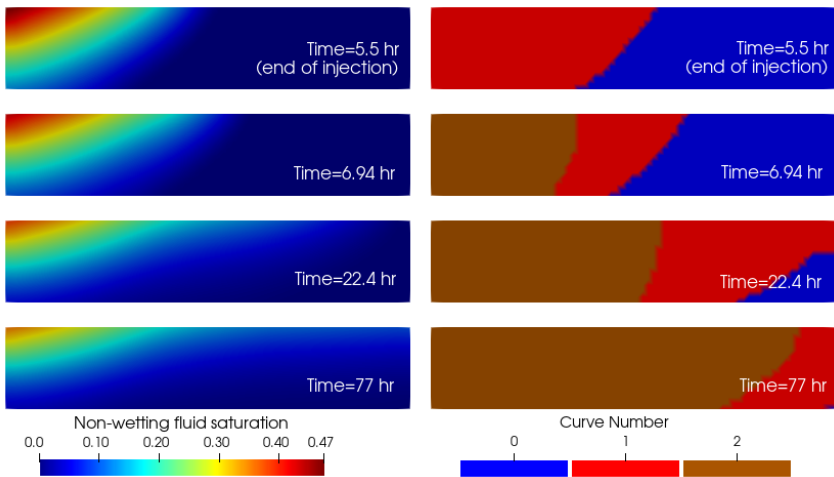 Time=5.5 hr
(end of injection)
Time=5.5 hr
(end of injection)
Time=6.94 hr
Time=6.94 hr
Time=22.4 hr
Time=22.4 hr
Time=77 hr
Time=77 hr
Non-wetting fluid saturation
0.0 0.10 0.20 0.30 0.40 0.47
Curve Number
0 1 2